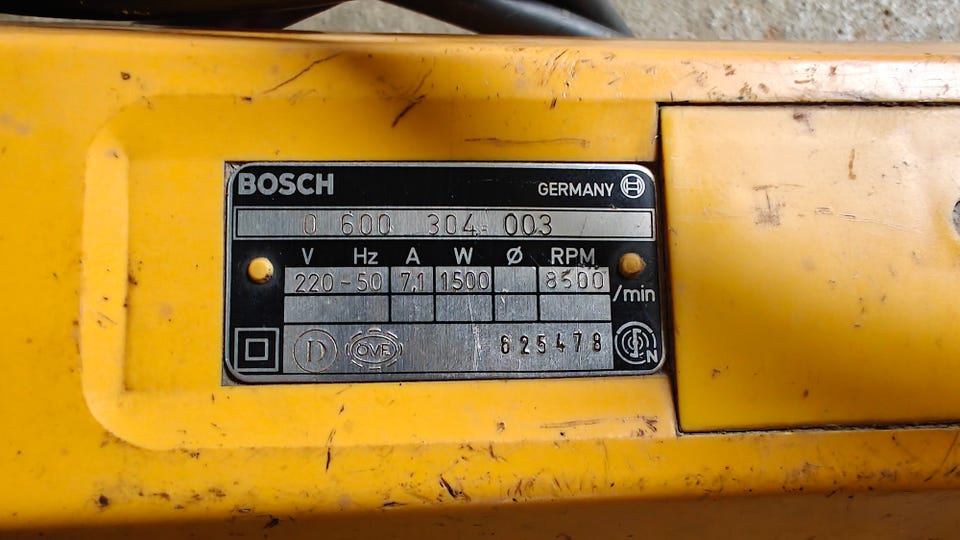 BOSCH GERMANY
0 600 304 003
V Hz A W Ø RPM
220-50 7,1 1500 8500
/min
D ÖVE 625478 N